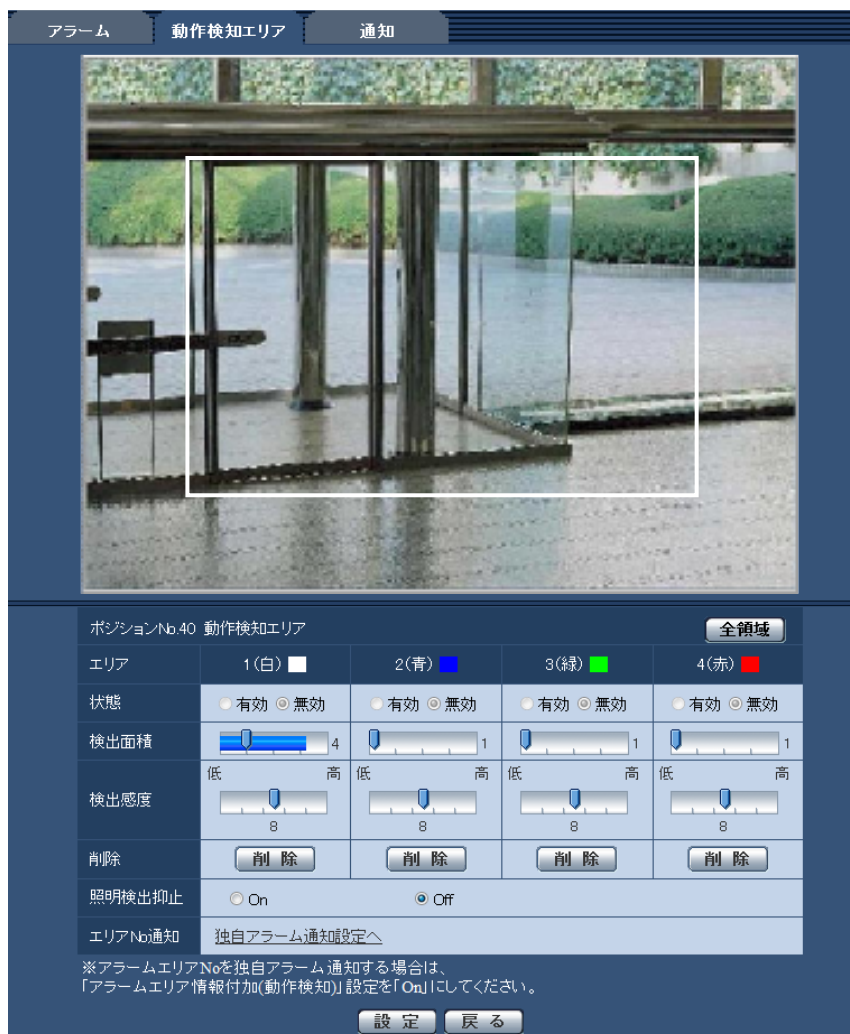 アラーム 動作検知エリア 通知
ポジションNo.40 動作検知エリア 全領域
エリア 1(白) 2(青) 3(緑) 4(赤)
状態 有効 無効 有効 無効 有効 無効 有効 無効
検出面積 4 1 1 1
低 高 低 高 低 高 低 高
検出感度
8 8 8 8
削除 削除 削除 削除 削除
照明検出抑止 On Off
エリアNo通知 独自アラーム通知設定へ
※アラームエリアNoを独自アラーム通知する場合は、
「アラームエリア情報付加(動作検知)」設定を「On」にしてください。
設定 戻る